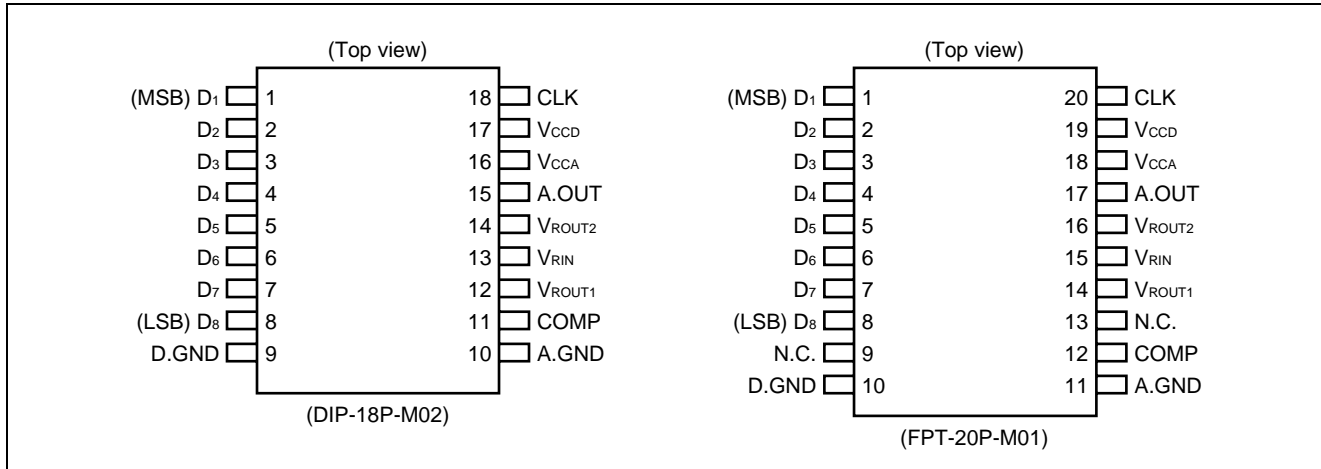 (Top view)
(MSB) D1 1 18 CLK
D2 2 17 VCCD
D3 3 16 VCCA
D4 4 15 A.OUT
D5 5 14 VROUT2
D6 6 13 VRIN
D7 7 12 VROUT1
(LSB) D8 8 11 COMP
D.GND 9 10 A.GND
(DIP-18P-M02)
(Top view)
(MSB) D1 1 20 CLK
D2 2 19 VCCD
D3 3 18 VCCA
D4 4 17 A.OUT
D5 5 16 VROUT2
D6 6 15 VRIN
D7 7 14 VROUT1
(LSB) D8 8 13 N.C.
N.C. 9 12 COMP
D.GND 10 11 A.GND
(FPT-20P-M01)